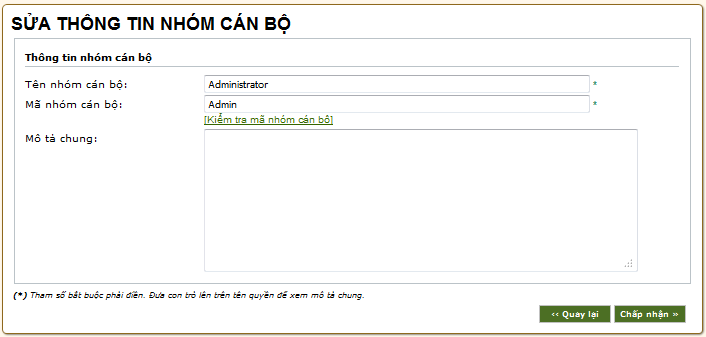 SỬA THÔNG TIN NHÓM CÁN BỘ
Thông tin nhóm cán bộ
Tên nhóm cán bộ: Administrator *
Mã nhóm cán bộ: Admin *
[Kiểm tra mã nhóm cán bộ]
Mô tả chung:
(*) Tham số bắt buộc phải điền. Đưa con trỏ lên trên tên quyền để xem mô tả chung.
‹‹ Quay lại Chấp nhận ››